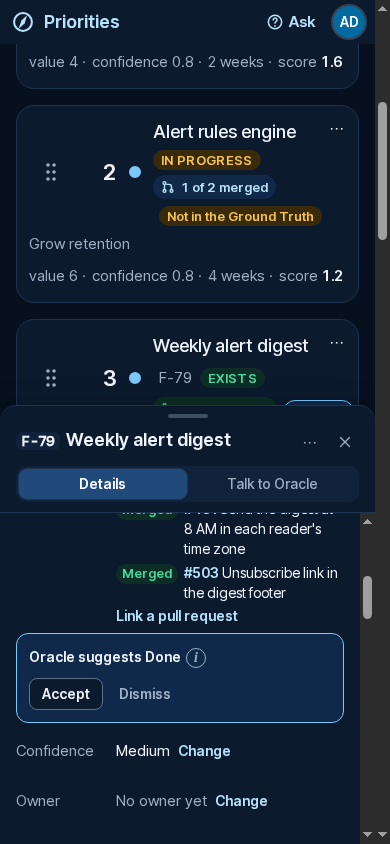 Priorities
Ask
AD
value 4 · confidence 0.8 · 2 weeks · score 1.6
Alert rules engine
...
2
IN PROGRESS
1 of 2 merged
Not in the Ground Truth
Grow retention
value 6 · confidence 0.8 · 4 weeks · score 1.2
Weekly alert digest
...
3
F-79 EXISTS
F-79 Weekly alert digest
...
Details
Talk to Oracle
8 AM in each reader's
time zone
Merged #503 Unsubscribe link in
the digest footer
Link a pull request
Oracle suggests Done i
Accept
Dismiss
Confidence Medium Change
Owner No owner yet Change